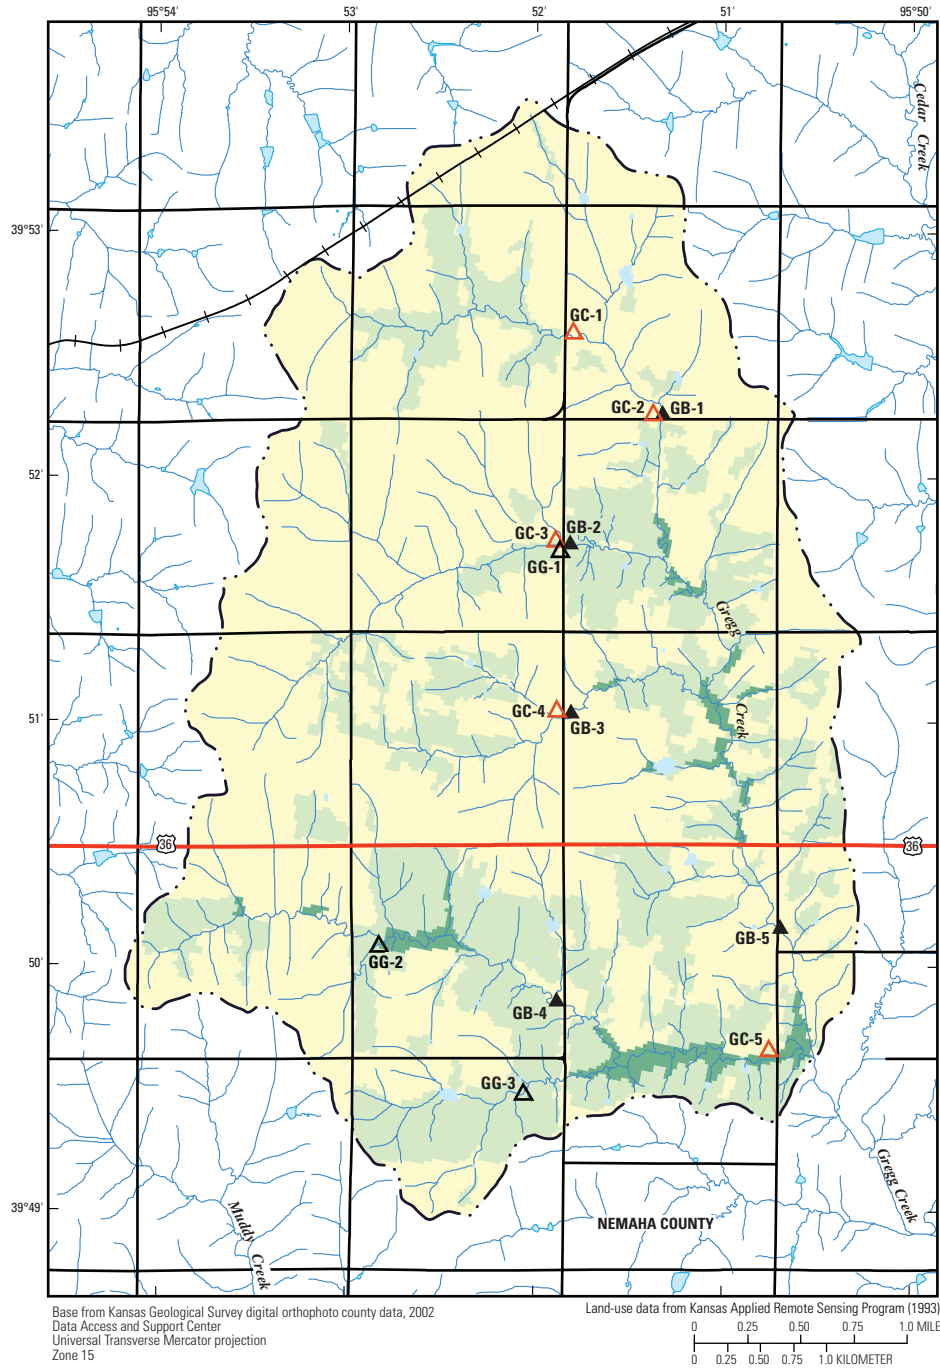 95°54'
53'
52'
51'
95°50'
Cedar Creek
39°53'
GC-1
GC-2
GB-1
52'
GC-3
GB-2
GG-1
Gregg
51'
GC-4
GB-3
Creek
36
36
GB-5
GG-2
50'
GB-4
GC-5
GG-3
Gregg Creek
39°49'
Muddy Creek
NEMAHA COUNTY
Base from Kansas Geological Survey digital orthophoto county data, 2002
Data Access and Support Center
Universal Transverse Mercator projection
Zone 15
Land-use data from Kansas Applied Remote Sensing Program (1993)
0 0.25 0.50 0.75 1.0 MILE
0 0.25 0.50 0.75 1.0 KILOMETER